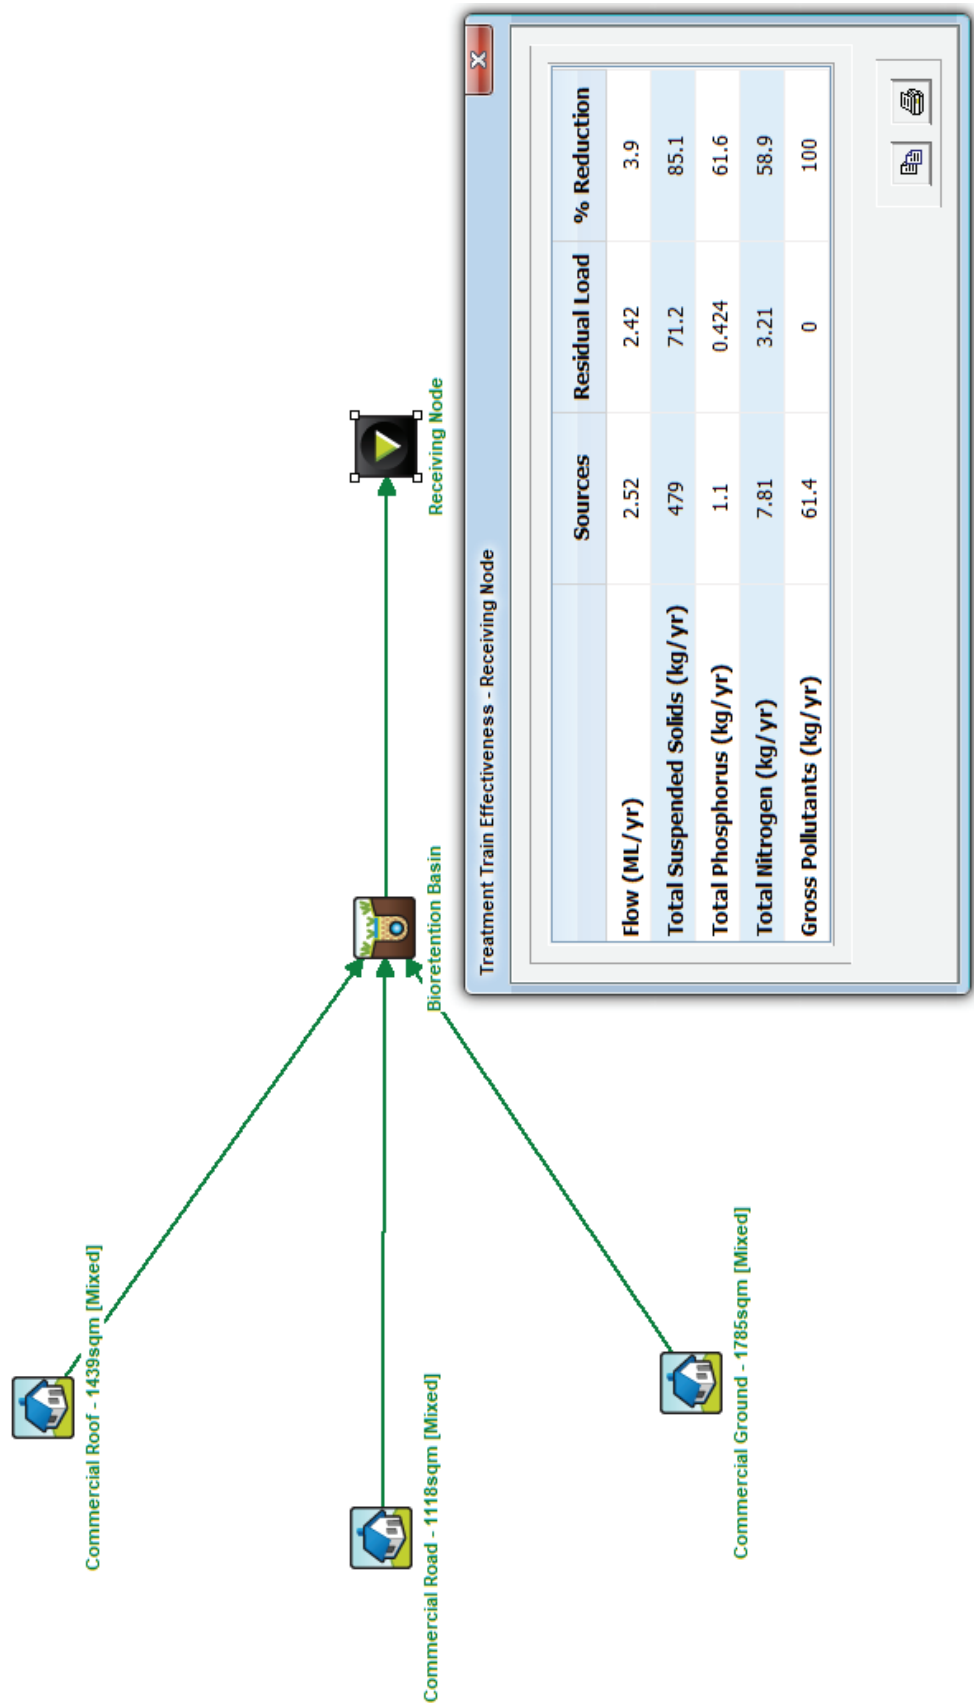 Commercial Roof - 1439sqm [Mixed]
Commercial Road - 1118sqm [Mixed]
Commercial Ground - 1785sqm [Mixed]
Bioretention Basin
Receiving Node
Treatment Train Effectiveness - Receiving Node
X
Sources Residual Load % Reduction
Flow (ML/yr) 2.52 2.42 3.9
Total Suspended Solids (kg/yr) 479 71.2 85.1
Total Phosphorus (kg/yr) 1.1 0.424 61.6
Total Nitrogen (kg/yr) 7.81 3.21 58.9
Gross Pollutants (kg/yr) 61.4 0 100